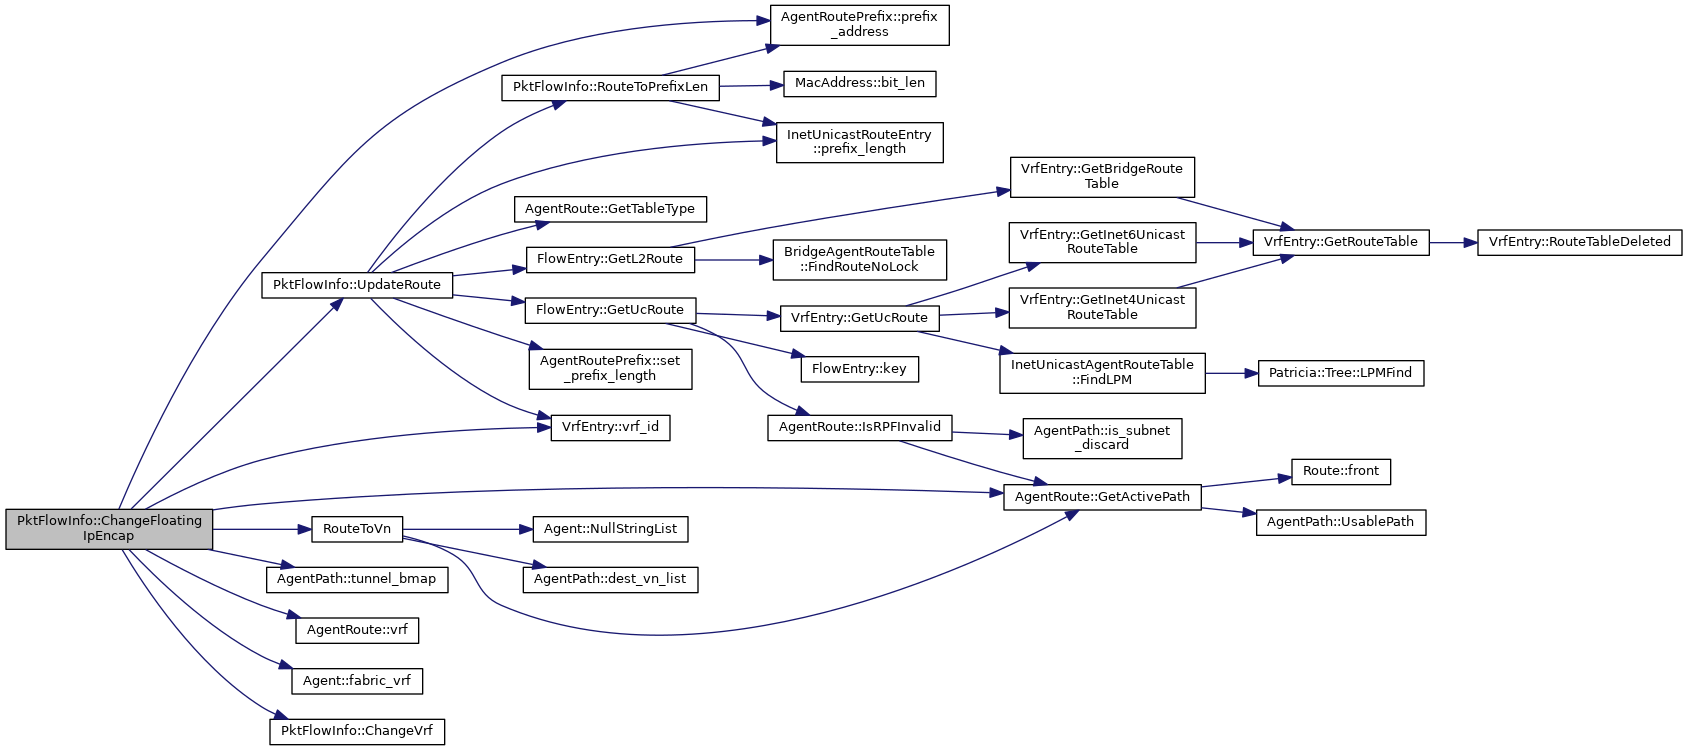 AgentRoutePrefix::prefix
_address
PktFlowInfo::RouteToPrefixLen
MacAddress::bit_len
InetUnicastRouteEntry
::prefix_length
VrfEntry::GetBridgeRoute
Table
AgentRoute::GetTableType
VrfEntry::GetInet6Unicast
RouteTable
VrfEntry::GetRouteTable
VrfEntry::RouteTableDeleted
FlowEntry::GetL2Route
BridgeAgentRouteTable
::FindRouteNoLock
PktFlowInfo::UpdateRoute
FlowEntry::GetUcRoute
VrfEntry::GetUcRoute
VrfEntry::GetInet4Unicast
RouteTable
AgentRoutePrefix::set
_prefix_length
FlowEntry::key
InetUnicastAgentRouteTable
::FindLPM
Patricia::Tree::LPMFind
VrfEntry::vrf_id
AgentRoute::IsRPFInvalid
AgentPath::is_subnet
_discard
Route::front
AgentRoute::GetActivePath
AgentPath::UsablePath
PktFlowInfo::ChangeFloating
IpEncap
RouteToVn
Agent::NullStringList
AgentPath::tunnel_bmap
AgentPath::dest_vn_list
AgentRoute::vrf
Agent::fabric_vrf
PktFlowInfo::ChangeVrf